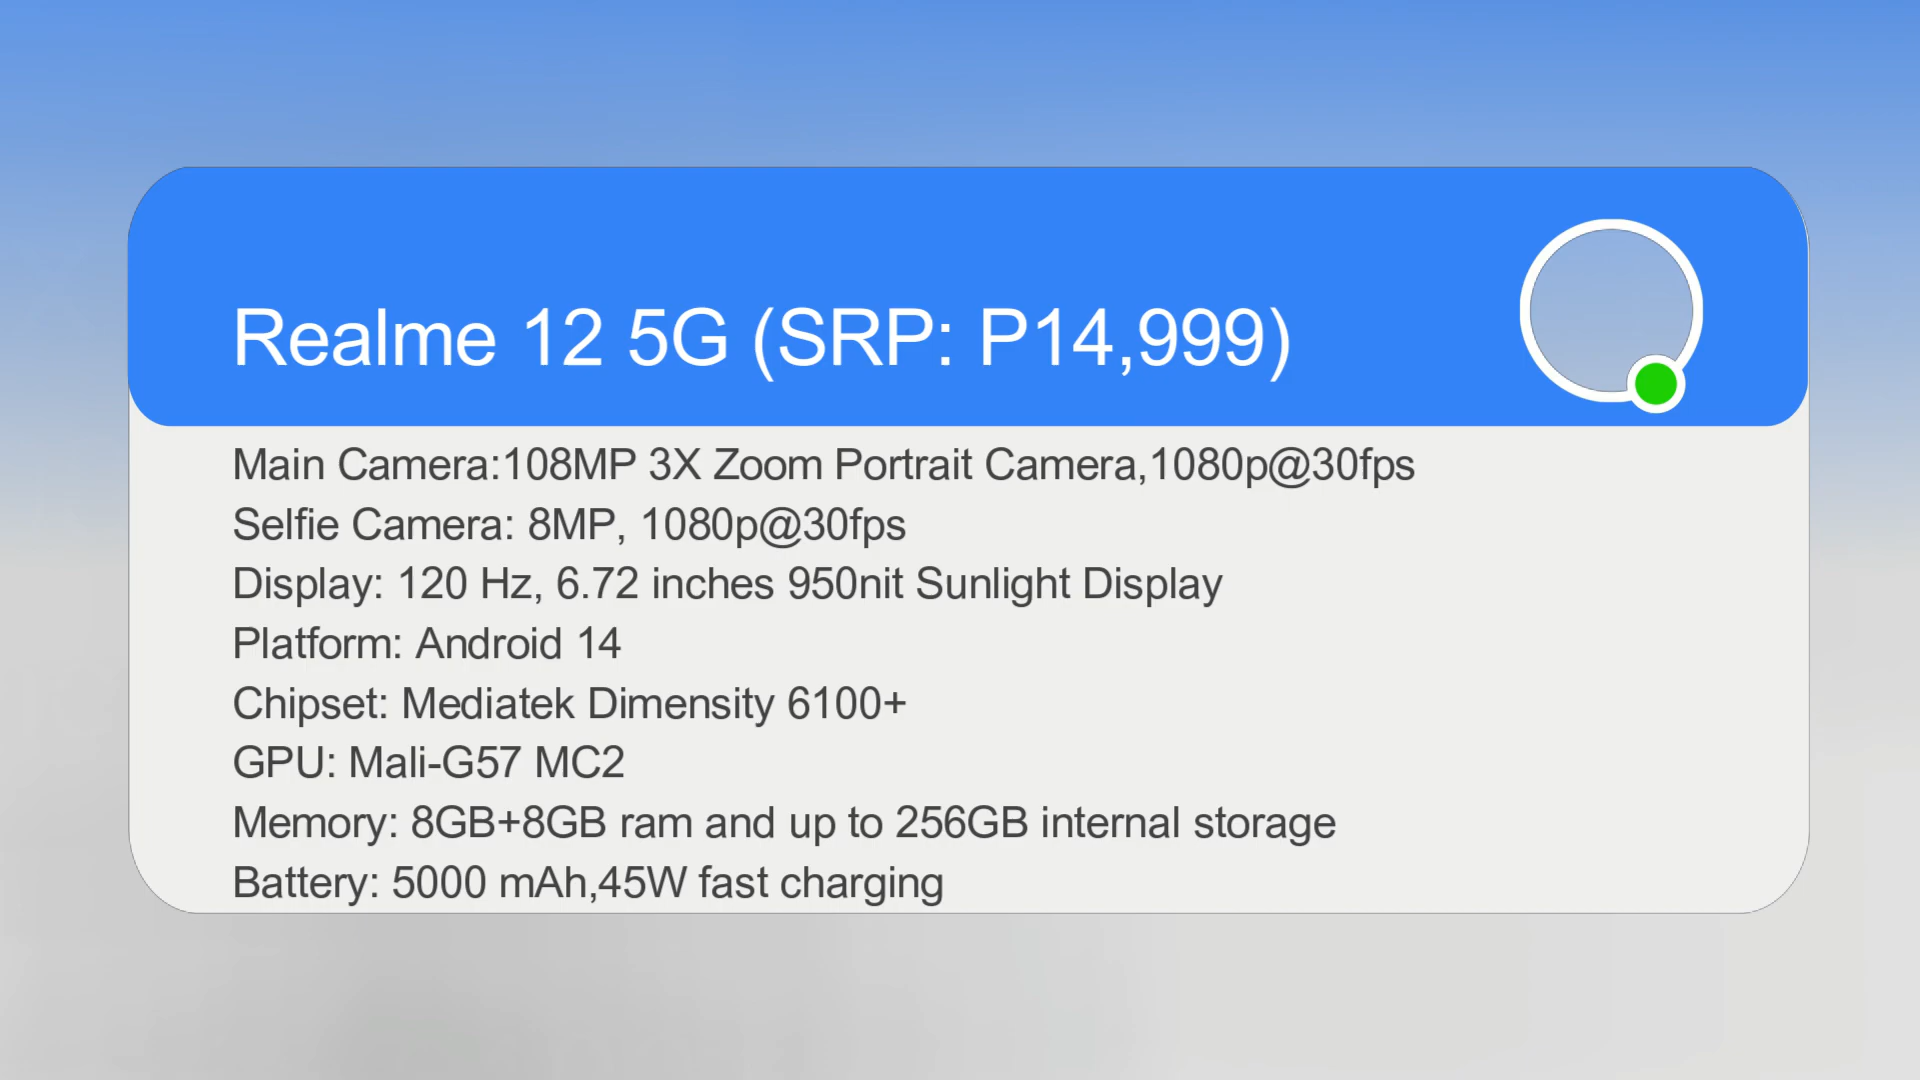 Realme 12 5G (SRP: P14,999)
Main Camera:108MP 3X Zoom Portrait Camera,1080p@30fps
Selfie Camera: 8MP, 1080p@30fps
Display: 120 Hz, 6.72 inches 950nit Sunlight Display
Platform: Android 14
Chipset: Mediatek Dimensity 6100+
GPU: Mali-G57 MC2
Memory: 8GB+8GB ram and up to 256GB internal storage
Battery: 5000 mAh,45W fast charging